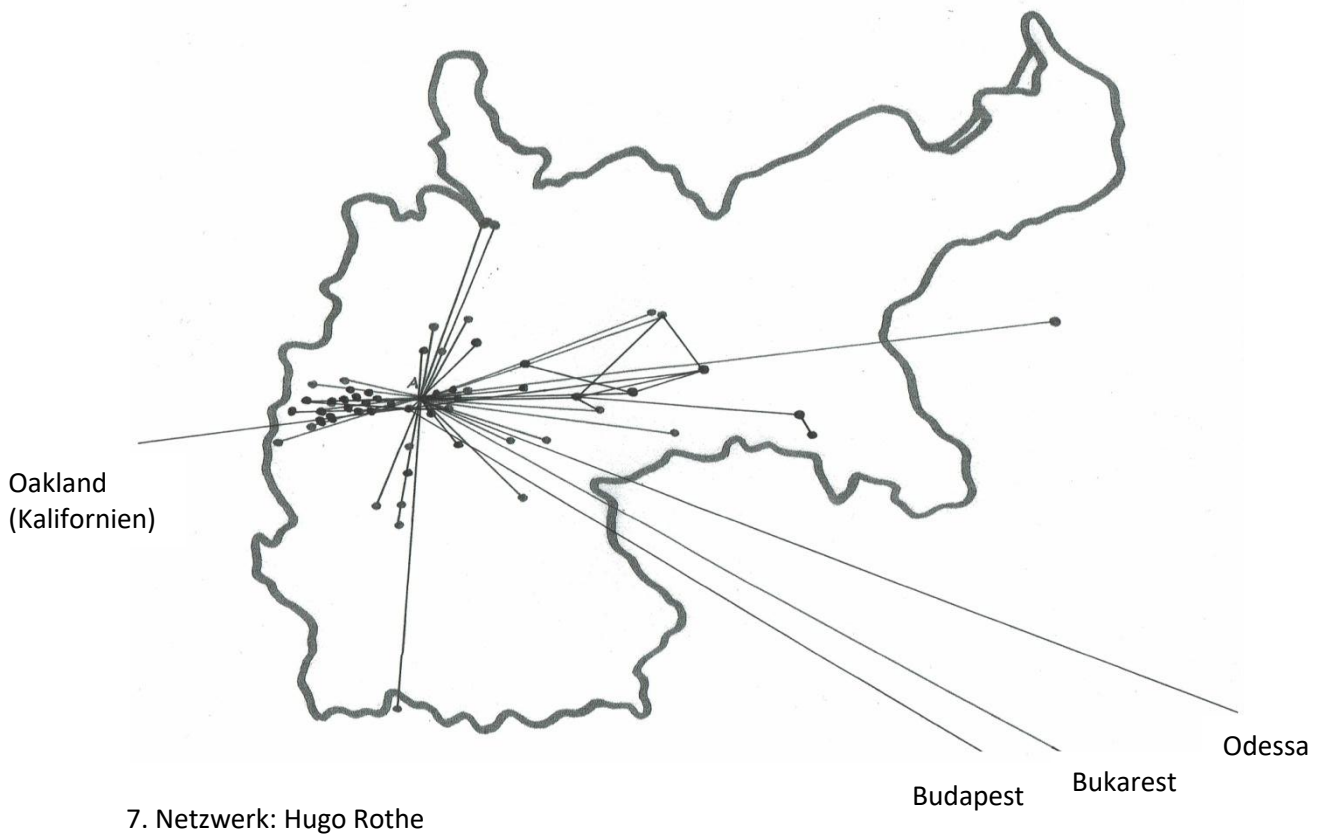 A
Oakland
(Kalifornien)
Odessa
Bukarest
Budapest
7. Netzwerk: Hugo Rothe